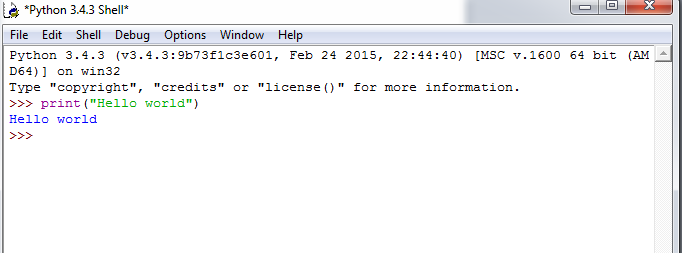 *Python 3.4.3 Shell*
File Edit Shell Debug Options Window Help
Python 3.4.3 (v3.4.3:9b73f1c3e601, Feb 24 2015, 22:44:40) [MSC v.1600 64 bit (AM
D64)] on win32
Type "copyright", "credits" or "license()" for more information.
>>> print("Hello world")
Hello world
>>>